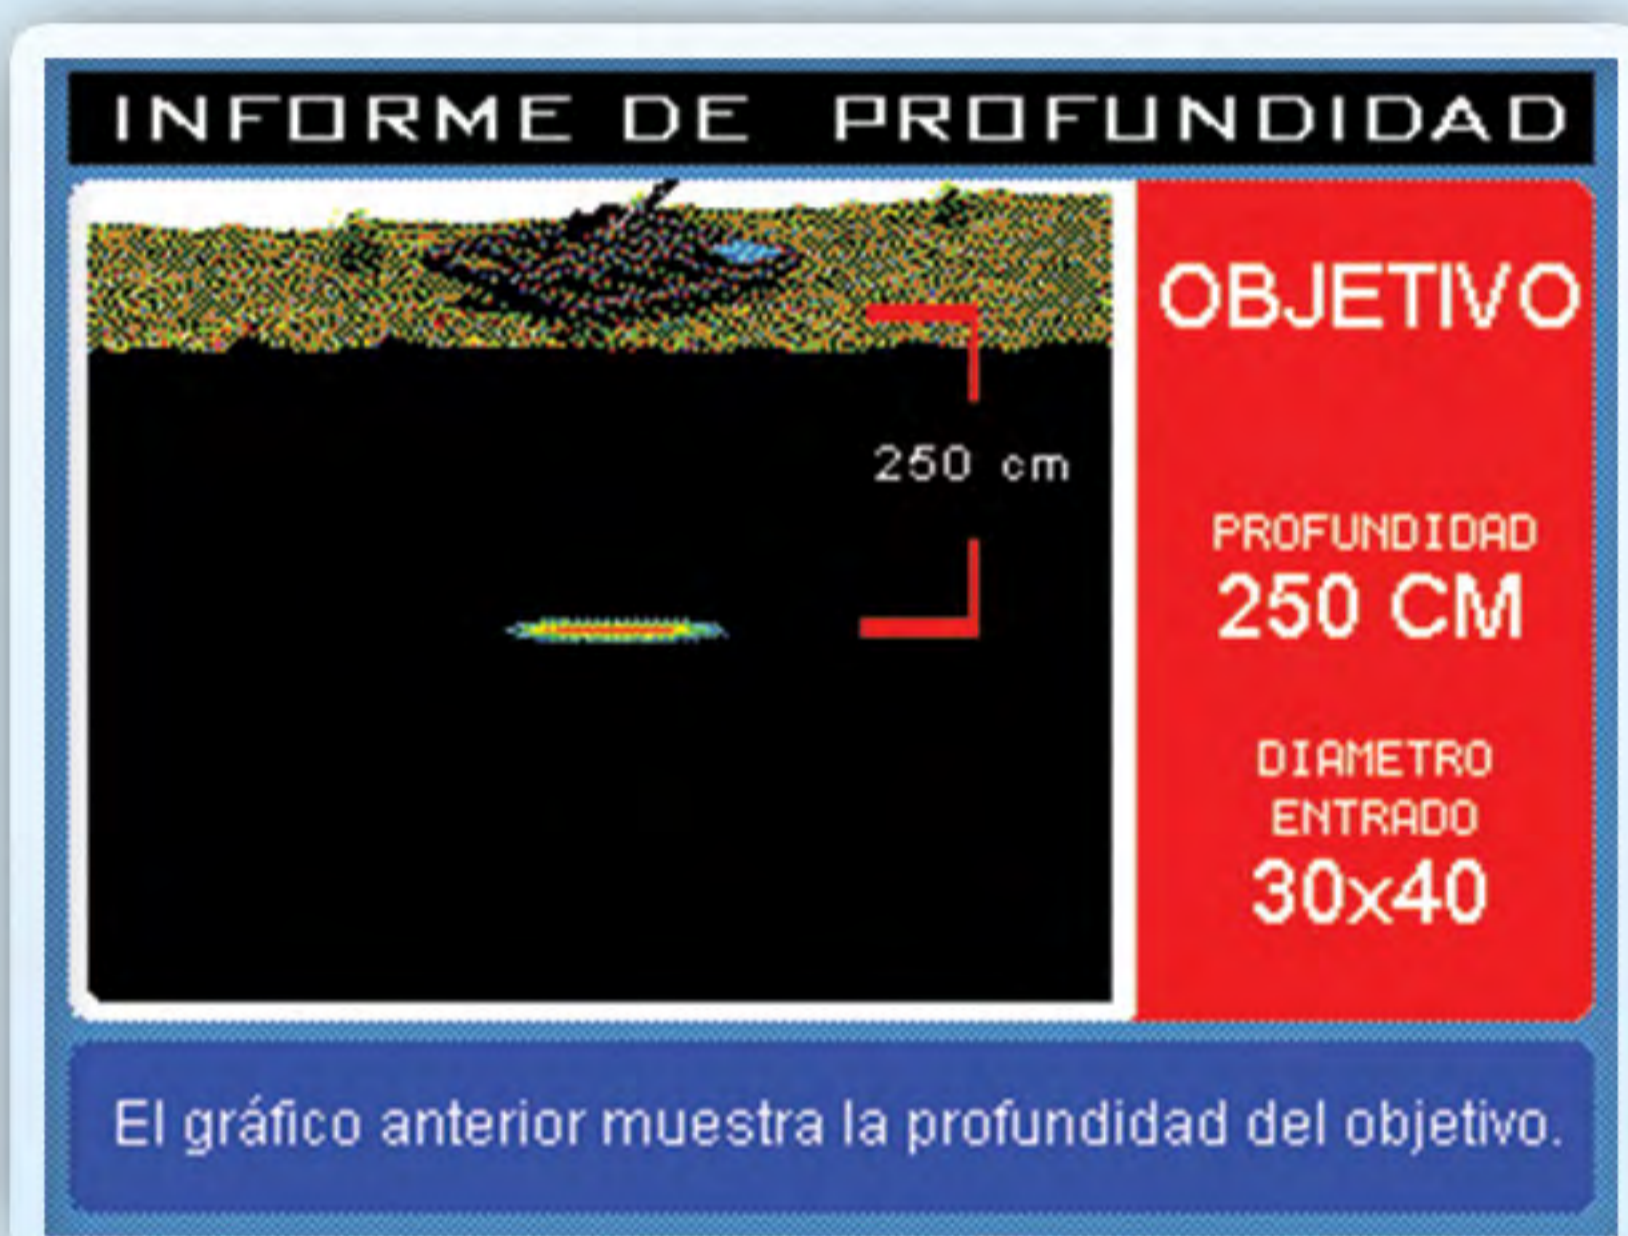 INFORME DE PROFUNDIDAD
250 cm
OBJETIVO
PROFUNDIDAD
250 CM
DIAMETRO
ENTRADO
30x40
El gráfico anterior muestra la profundidad del objetivo.